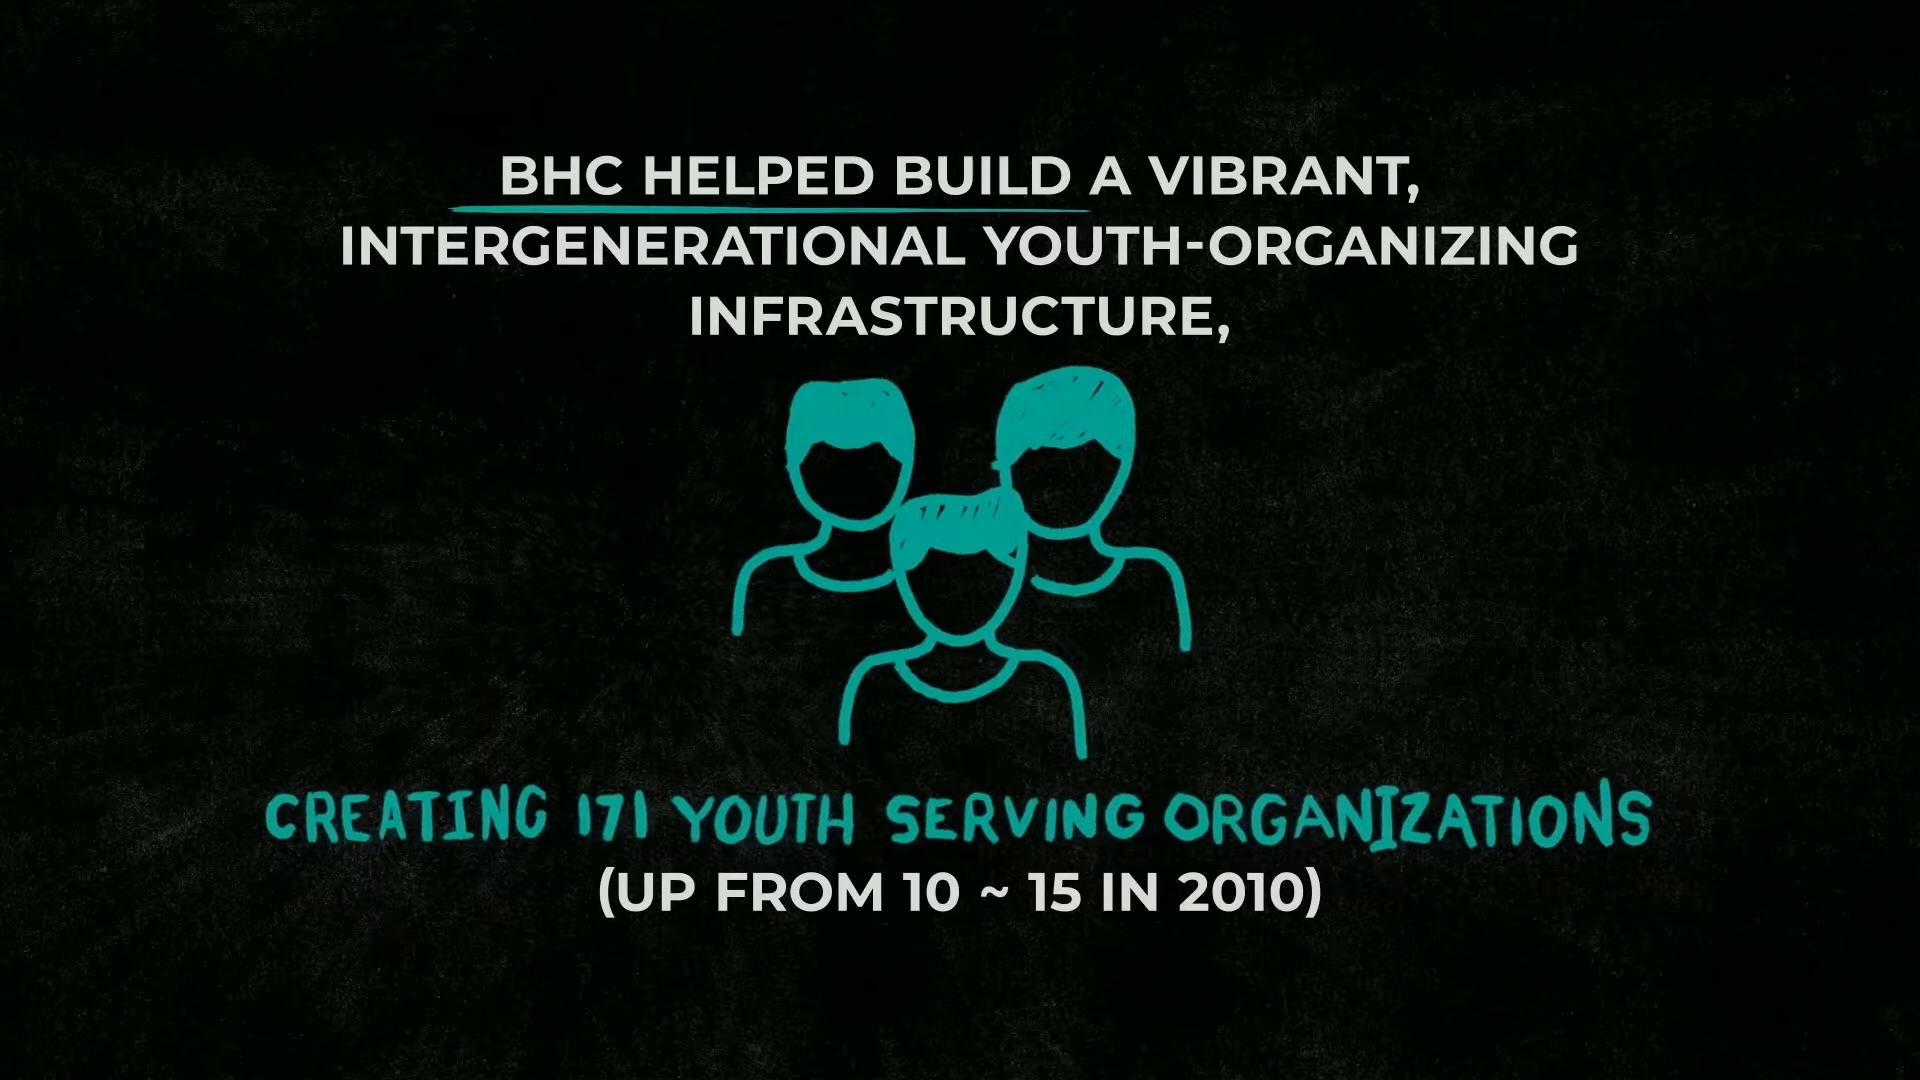 BHC HELPED BUILD A VIBRANT,
INTERGENERATIONAL YOUTH-ORGANIZING
INFRASTRUCTURE,
CREATING 171 YOUTH SERVING ORGANIZATIONS
(UP FROM 10 ~ 15 IN 2010)